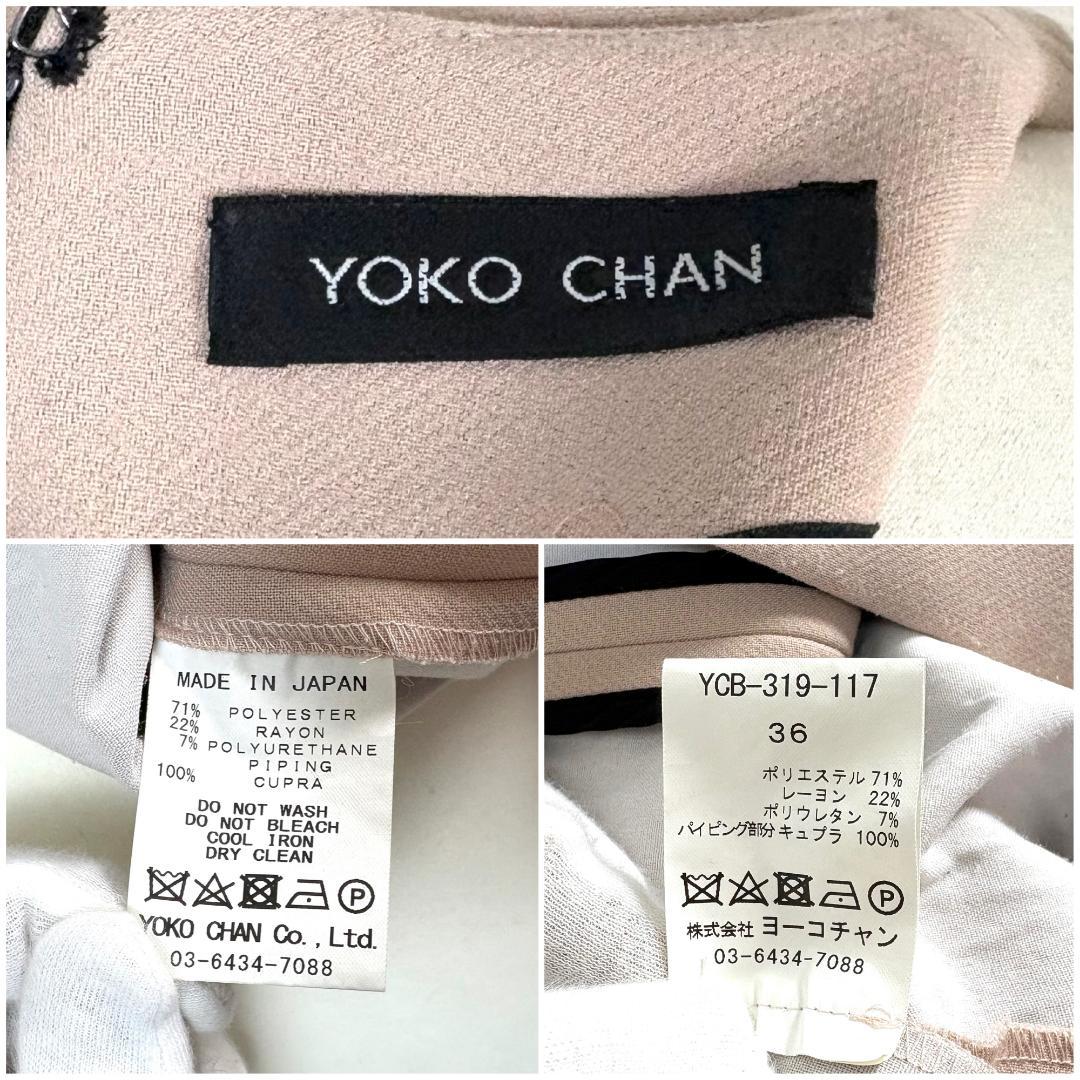 YOKO CHAN
MADE IN JAPAN
71% POLYESTER
22% RAYON
7% POLYURETHANE
PIPING
100% CUPRA
DO NOT WASH
DO NOT BLEACH
COOL IRON
DRY CLEAN
P
YOKO CHAN Co.,Ltd.
03-6434-7088
YCB-319-117
36
ポリエステル 71%
レーヨン 22%
ポリウレタン 7%
パイピング部分 キュプラ 100%
P
株式会社 ヨーコチャン
03-6434-7088